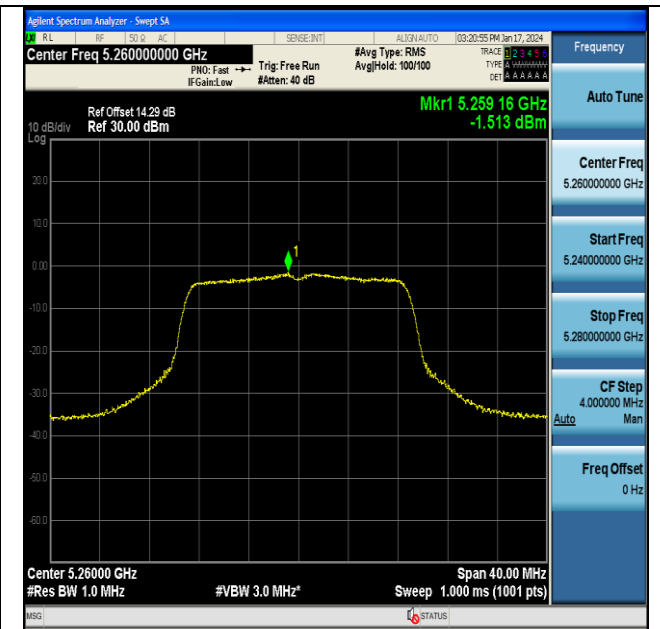 Agilent Spectrum Analyzer - Swept SA
RL RF 50 Ω AC SENSE:INT ALIGN AUTO 03:20:55 PM Jan 17, 2024
Center Freq 5.260000000 GHz
PNO: Fast
IFGain:Low
Trig: Free Run
#Atten: 40 dB
#Avg Type: RMS
Avg|Hold: 100/100
TRACE 1 2 3 4 5 6
TYPE A WWWWW
DET A A A A A A
Ref Offset 14.29 dB
10 dB/div Ref 30.00 dBm
Log
Mkr1 5.259 16 GHz
-1.513 dBm
20.0
10.0
0.00
-10.0
-20.0
-30.0
-40.0
-50.0
-60.0
1
Center 5.26000 GHz Span 40.00 MHz
#Res BW 1.0 MHz #VBW 3.0 MHz* Sweep 1.000 ms (1001 pts)
MSG STATUS
Frequency
Auto Tune
Center Freq
5.260000000 GHz
Start Freq
5.240000000 GHz
Stop Freq
5.280000000 GHz
CF Step
4.000000 MHz
Auto Man
Freq Offset
0 Hz